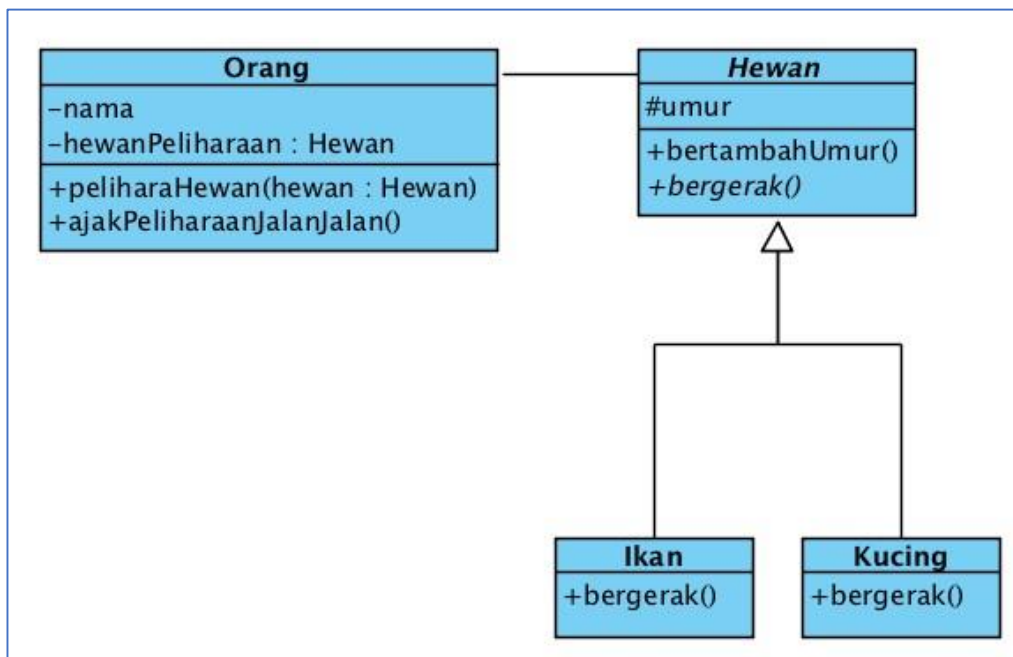 Orang
-nama
-hewanPeliharaan : Hewan
+peliharaHewan(hewan : Hewan)
+ajakPeliharaanJalanJalan()
Hewan
#umur
+bertambahUmur()
+bergerak()
Ikan
+bergerak()
Kucing
+bergerak()